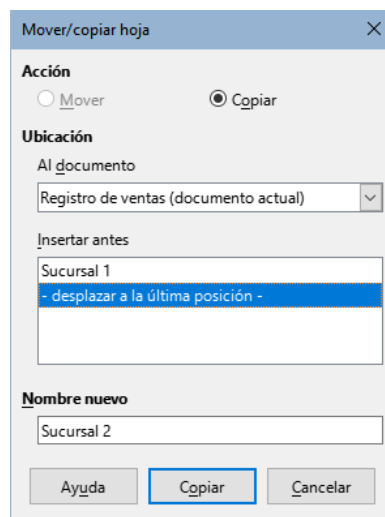 Mover/copiar hoja
Acción
Mover Copiar
Ubicación
Al documento
Registro de ventas (documento actual)
Insertar antes
Sucursal 1
- desplazar a la última posición -
Nombre nuevo
Sucursal 2
Ayuda Copiar Cancelar